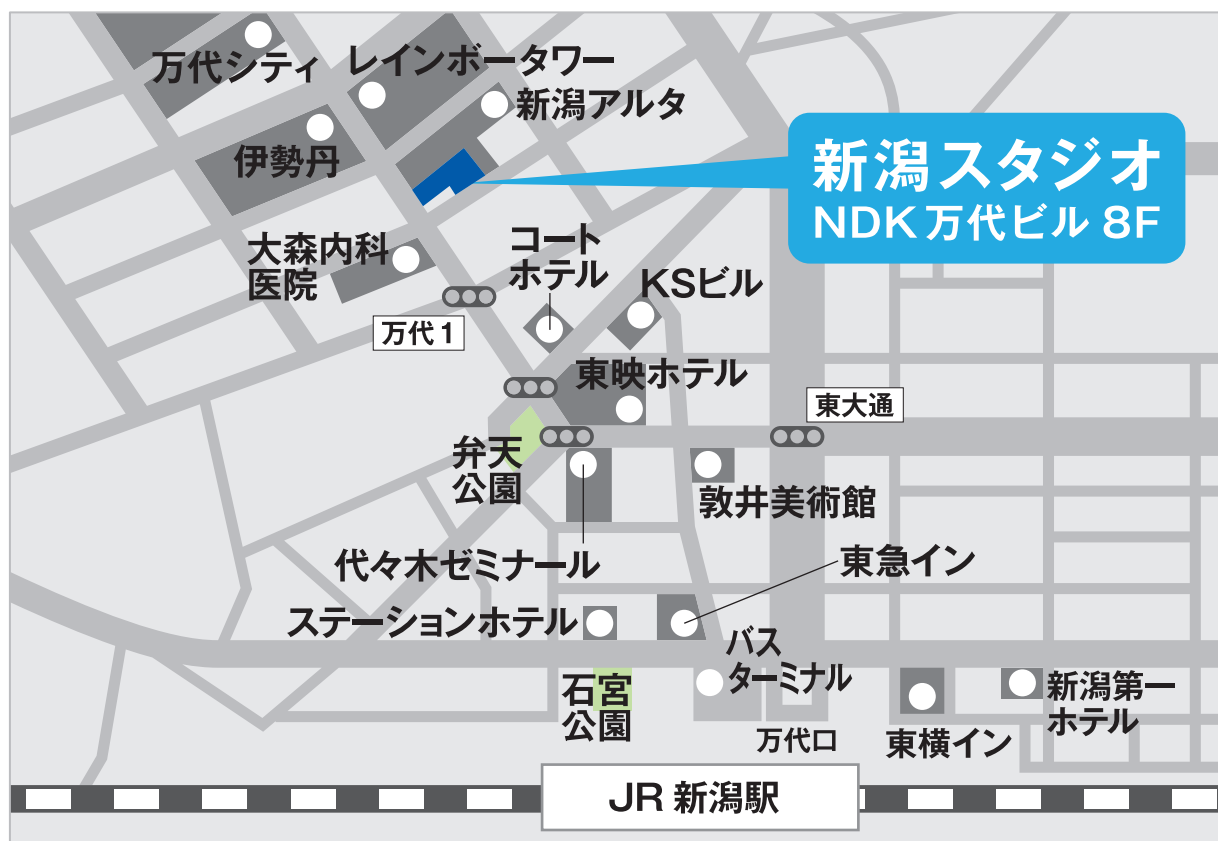 万代シティ
レインボータワー
新潟アルタ
伊勢丹
新潟スタジオ
NDK 万代ビル 8F
大森内科
医院
コート
ホテル
KSビル
万代 1
東映ホテル
東大通
弁天
公園
敦井美術館
代々木ゼミナール
東急イン
ステーションホテル
バス
ターミナル
石宮
公園
新潟第一
ホテル
万代口
東横イン
JR 新潟駅